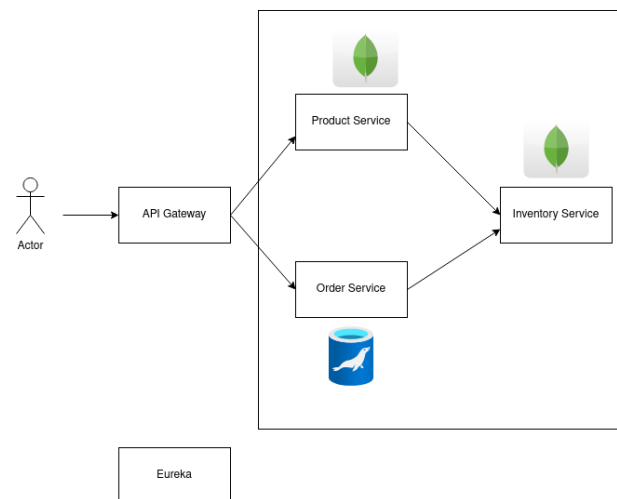 Product Service
Actor
API Gateway
Inventory Service
Order Service
Eureka